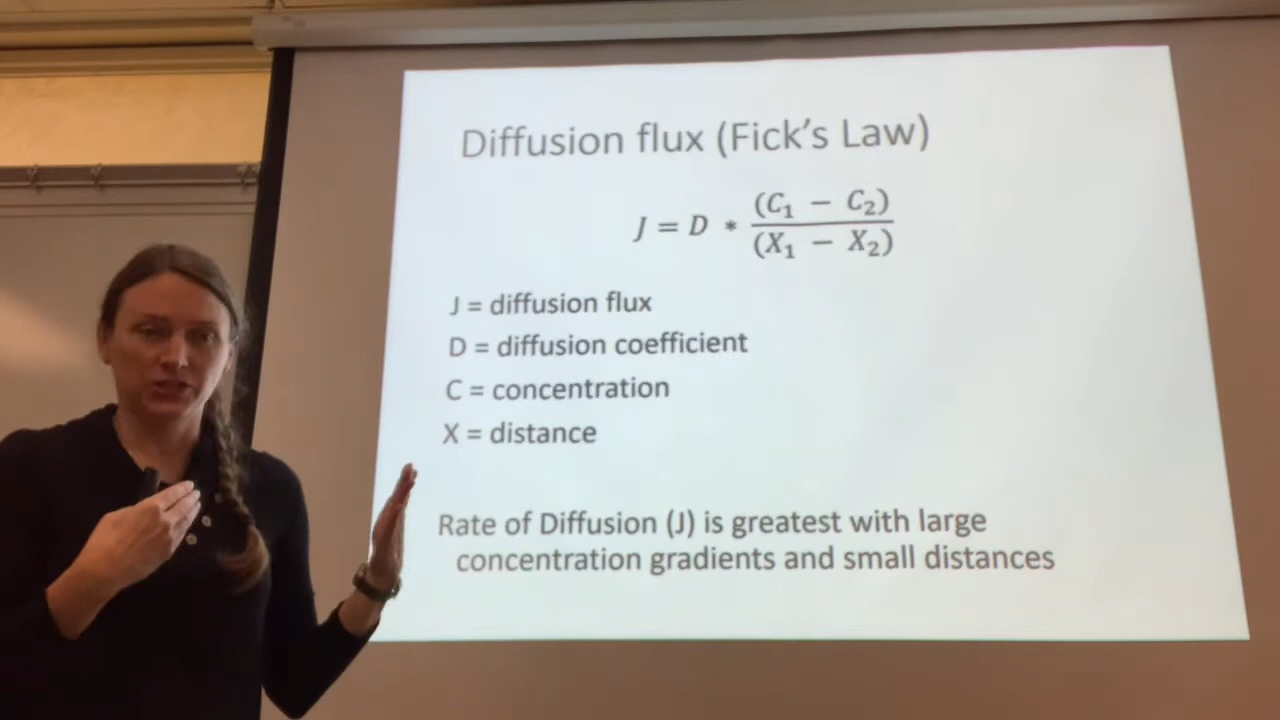 Diffusion flux (Fick's Law)
J = D * (C₁ − C₂) / (X₁ − X₂)
J = diffusion flux
D = diffusion coefficient
C = concentration
X = distance
Rate of Diffusion (J) is greatest with large
concentration gradients and small distances